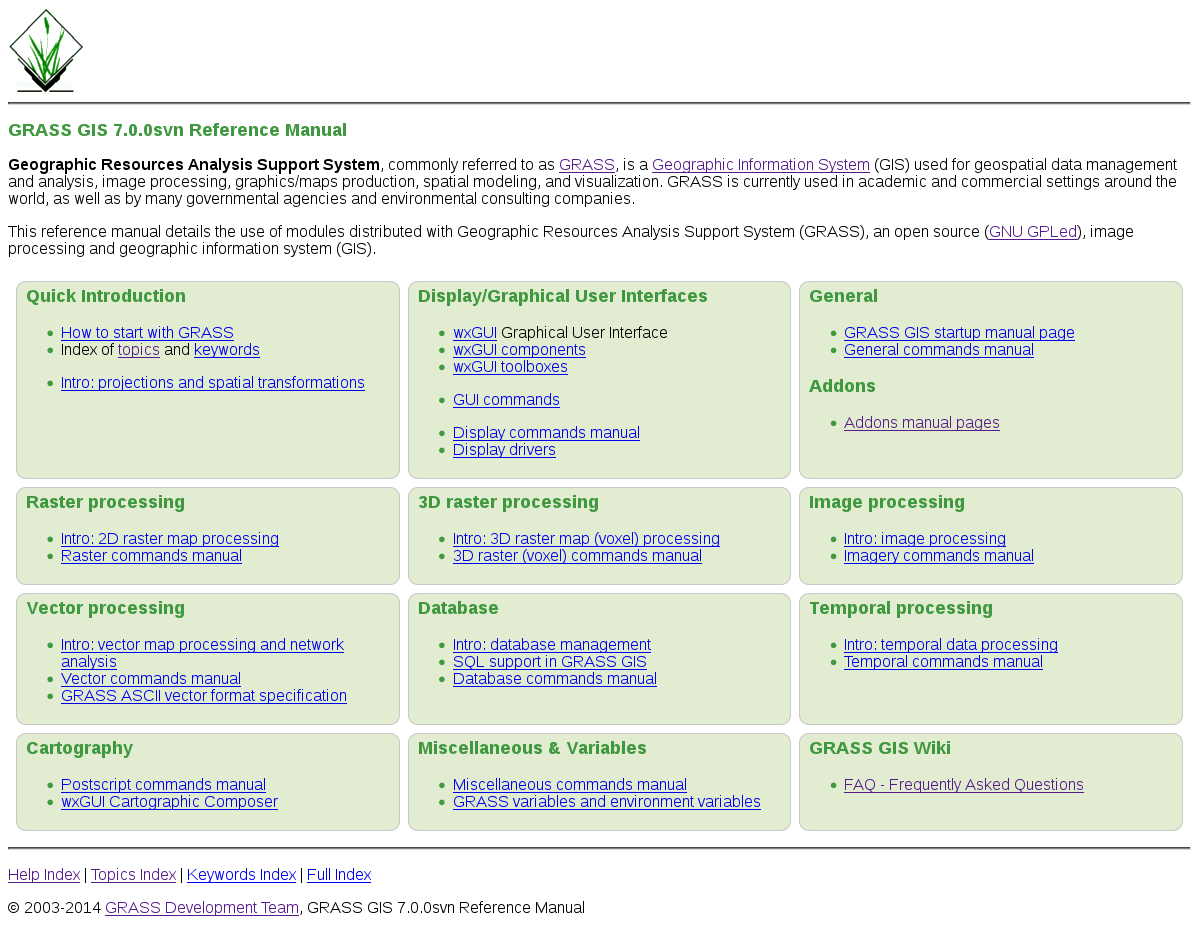 GRASS GIS 7.0.0svn Reference Manual
Geographic Resources Analysis Support System, commonly referred to as GRASS, is a Geographic Information System (GIS) used for geospatial data management
and analysis, image processing, graphics/maps production, spatial modeling, and visualization. GRASS is currently used in academic and commercial settings around the
world, as well as by many governmental agencies and environmental consulting companies.
This reference manual details the use of modules distributed with Geographic Resources Analysis Support System (GRASS), an open source (GNU GPLed), image
processing and geographic information system (GIS).
Quick Introduction
How to start with GRASS
Index of topics and keywords
Intro: projections and spatial transformations
Display/Graphical User Interfaces
wxGUI Graphical User Interface
wxGUI components
wxGUI toolboxes
GUI commands
Display commands manual
Display drivers
General
GRASS GIS startup manual page
General commands manual
Addons
Addons manual pages
Raster processing
Intro: 2D raster map processing
Raster commands manual
3D raster processing
Intro: 3D raster map (voxel) processing
3D raster (voxel) commands manual
Image processing
Intro: image processing
Imagery commands manual
Vector processing
Intro: vector map processing and network
analysis
Vector commands manual
GRASS ASCII vector format specification
Database
Intro: database management
SQL support in GRASS GIS
Database commands manual
Temporal processing
Intro: temporal data processing
Temporal commands manual
Cartography
Postscript commands manual
wxGUI Cartographic Composer
Miscellaneous & Variables
Miscellaneous commands manual
GRASS variables and environment variables
GRASS GIS Wiki
FAQ - Frequently Asked Questions
Help Index | Topics Index | Keywords Index | Full Index
© 2003-2014 GRASS Development Team, GRASS GIS 7.0.0svn Reference Manual